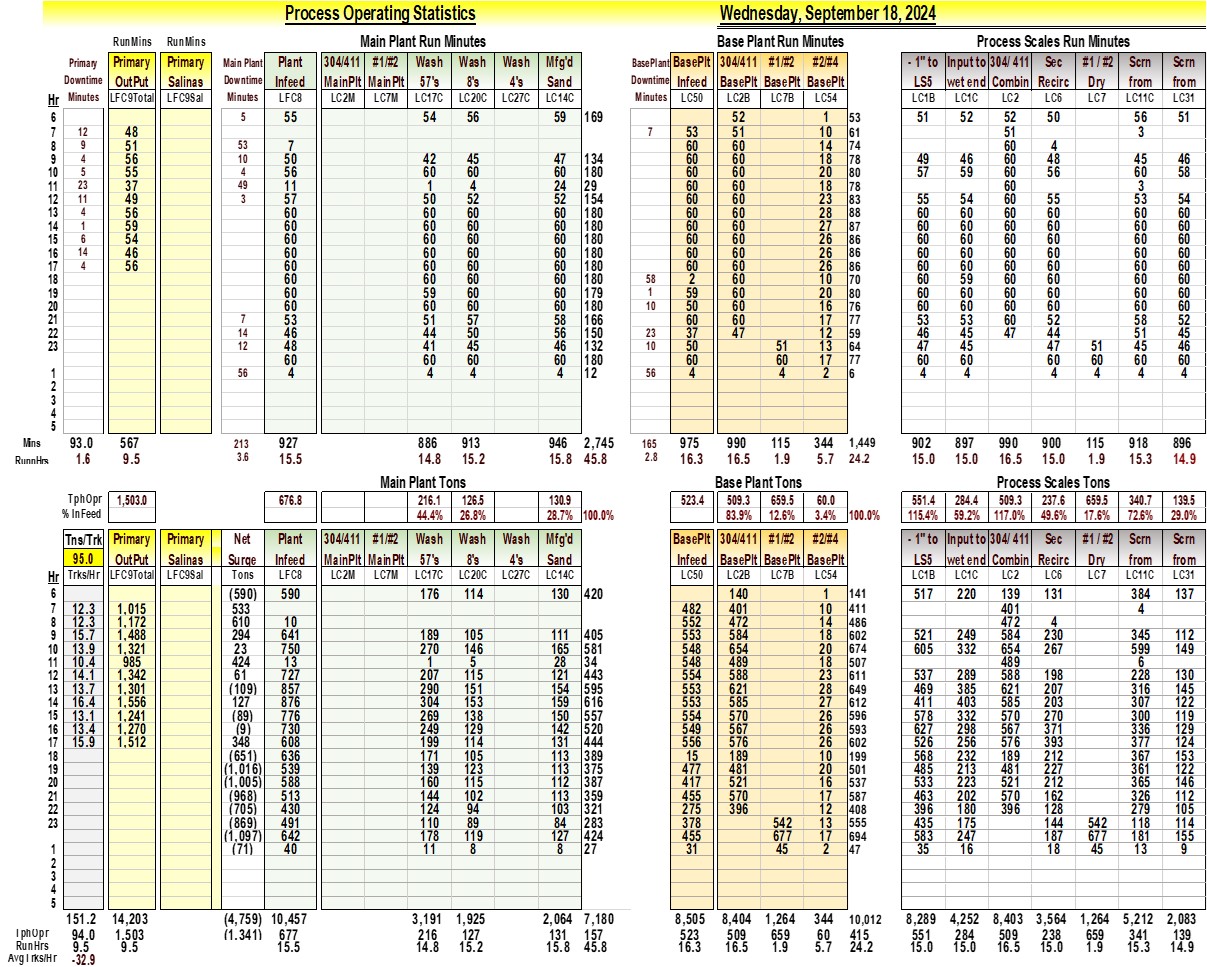 Process Operating Statistics Wednesday, September 18, 2024
RunMins RunMins Main Plant Run Minutes Base Plant Run Minutes Process Scales Run Minutes
Primary Primary Primary Main Plant Plant 304/411 #1/#2 Wash Wash Wash Mfg'd BasePlant BasePlt 304/411 #1/#2 #2/#4 - 1" to Input to 304/ 411 Sec #1 / #2 Scrn Scrn
Downtime OutPut Salinas Downtime Infeed MainPlt MainPlt 57's 8's 4's Sand Downtime Infeed BasePlt BasePlt BasePlt LS5 wet end Combin Recirc Dry from from
Hr Minutes LFC9Total LFC9Sal Minutes LFC8 LC2M LC7M LC17C LC20C LC27C LC14C Minutes LC50 LC2B LC7B LC54 LC1B LC1C LC2 LC6 LC7 LC11C LC31
6 5 55 54 56 59 169 52 1 53 51 52 52 50 56 51
7 12 48 7 53 51 10 61 51 3
8 9 51 53 7 60 60 14 74 60 4
9 4 56 10 50 42 45 47 134 60 60 18 78 49 46 60 48 45 46
10 5 55 4 56 60 60 60 180 60 60 20 80 57 59 60 56 60 58
11 23 37 49 11 1 4 24 29 60 60 18 78 60 3
12 11 49 3 57 50 52 52 154 60 60 23 83 55 54 60 55 53 54
13 4 56 60 60 60 60 180 60 60 28 88 60 60 60 60 60 60
14 1 59 60 60 60 60 180 60 60 27 87 60 60 60 60 60 60
15 6 54 60 60 60 60 180 60 60 26 86 60 60 60 60 60 60
16 14 46 60 60 60 60 180 60 60 26 86 60 60 60 60 60 60
17 4 56 60 60 60 60 180 60 60 26 86 60 60 60 60 60 60
18 60 60 60 60 180 58 2 60 10 70 60 59 60 60 60 60
19 60 59 60 60 179 1 59 60 20 80 60 60 60 60 60 60
20 60 60 60 60 180 10 50 60 16 76 60 60 60 60 60 60
21 7 53 51 57 58 166 60 60 17 77 53 53 60 52 58 52
22 14 46 44 50 56 150 23 37 47 12 59 46 45 47 44 51 45
23 12 48 41 45 46 132 10 50 51 13 64 47 45 47 51 45 46
60 60 60 60 180 60 60 17 77 60 60 60 60 60 60
1 56 4 4 4 4 12 56 4 4 2 6 4 4 4 4 4 4
2
3
4
5
Mins 93.0 567 213 927 886 913 946 2,745 165 975 990 115 344 1,449 902 897 990 900 115 918 896
RunnHrs 1.6 9.5 3.6 15.5 14.8 15.2 15.8 45.8 2.8 16.3 16.5 1.9 5.7 24.2 15.0 15.0 16.5 15.0 1.9 15.3 14.9
Main Plant Tons Base Plant Tons Process Scales Tons
TphOpr 1,503.0 676.8 216.1 126.5 130.9 523.4 509.3 659.5 60.0 551.4 284.4 509.3 237.6 659.5 340.7 139.5
% InFeed 44.4% 26.8% 28.7% 100.0% 83.9% 12.6% 3.4% 100.0% 115.4% 59.2% 117.0% 49.6% 17.6% 72.6% 29.0%
Tns/Trk Primary Primary Net Plant 304/411 #1/#2 Wash Wash Wash Mfg'd BasePlt 304/411 #1/#2 #2/#4 - 1" to Input to 304/ 411 Sec #1 / #2 Scrn Scrn
95.0 OutPut Salinas Surge Infeed MainPlt MainPlt 57's 8's 4's Sand Infeed BasePlt BasePlt BasePlt LS5 wet end Combin Recirc Dry from from
Hr Trks/Hr LFC9Total LFC9Sal Tons LFC8 LC2M LC7M LC17C LC20C LC27C LC14C LC50 LC2B LC7B LC54 LC1B LC1C LC2 LC6 LC7 LC11C LC31
6 (590) 590 176 114 130 420 140 1 141 517 220 139 131 384 137
7 12.3 1,015 533 482 401 10 411 401 4
8 12.3 1,172 610 10 552 472 14 486 472 4
9 15.7 1,488 294 641 189 105 111 405 553 584 18 602 521 249 584 230 345 112
10 13.9 1,321 23 750 270 146 165 581 548 654 20 674 605 332 654 267 599 149
11 10.4 985 424 13 1 5 28 34 548 489 18 507 489 6
12 14.1 1,342 61 727 207 115 121 443 554 588 23 611 537 289 588 198 228 130
13 13.7 1,301 (109) 857 290 151 154 595 553 621 28 649 469 385 621 207 316 145
14 16.4 1,556 127 876 304 153 159 616 553 585 27 612 411 403 585 203 307 122
15 13.1 1,241 (89) 776 269 138 150 557 554 570 26 596 578 332 570 270 300 119
16 13.4 1,270 (9) 730 249 129 142 520 549 567 26 593 627 298 567 371 336 129
17 15.9 1,512 348 608 199 114 131 444 556 576 26 602 526 256 576 393 377 124
18 (651) 636 171 105 113 389 15 189 10 199 568 232 189 212 367 153
19 (1,016) 539 139 123 113 375 477 481 20 501 485 213 481 227 361 122
20 (1,005) 588 160 115 112 387 417 521 16 537 533 223 521 212 365 146
21 (968) 513 144 102 113 359 455 570 17 587 463 202 570 162 326 112
22 (705) 430 124 94 103 321 275 396 12 408 396 180 396 128 279 105
23 (869) 491 110 89 84 283 378 542 13 555 435 175 144 542 118 114
(1,097) 642 178 119 127 424 455 677 17 694 583 247 187 677 181 155
1 (71) 40 11 8 8 27 31 45 2 47 35 16 18 45 13 9
2
3
4
5
151.2 14,203 (4,759) 10,457 3,191 1,925 2,064 7,180 8,505 8,404 1,264 344 10,012 8,289 4,252 8,403 3,564 1,264 5,212 2,083
TphOpr 94.0 1,503 (1,341) 677 216 127 131 157 523 509 659 60 415 551 284 509 238 659 341 139
RunHrs 9.5 9.5 15.5 14.8 15.2 15.8 45.8 16.3 16.5 1.9 5.7 24.2 15.0 15.0 16.5 15.0 1.9 15.3 14.9
AvgTrks/Hr -32.9